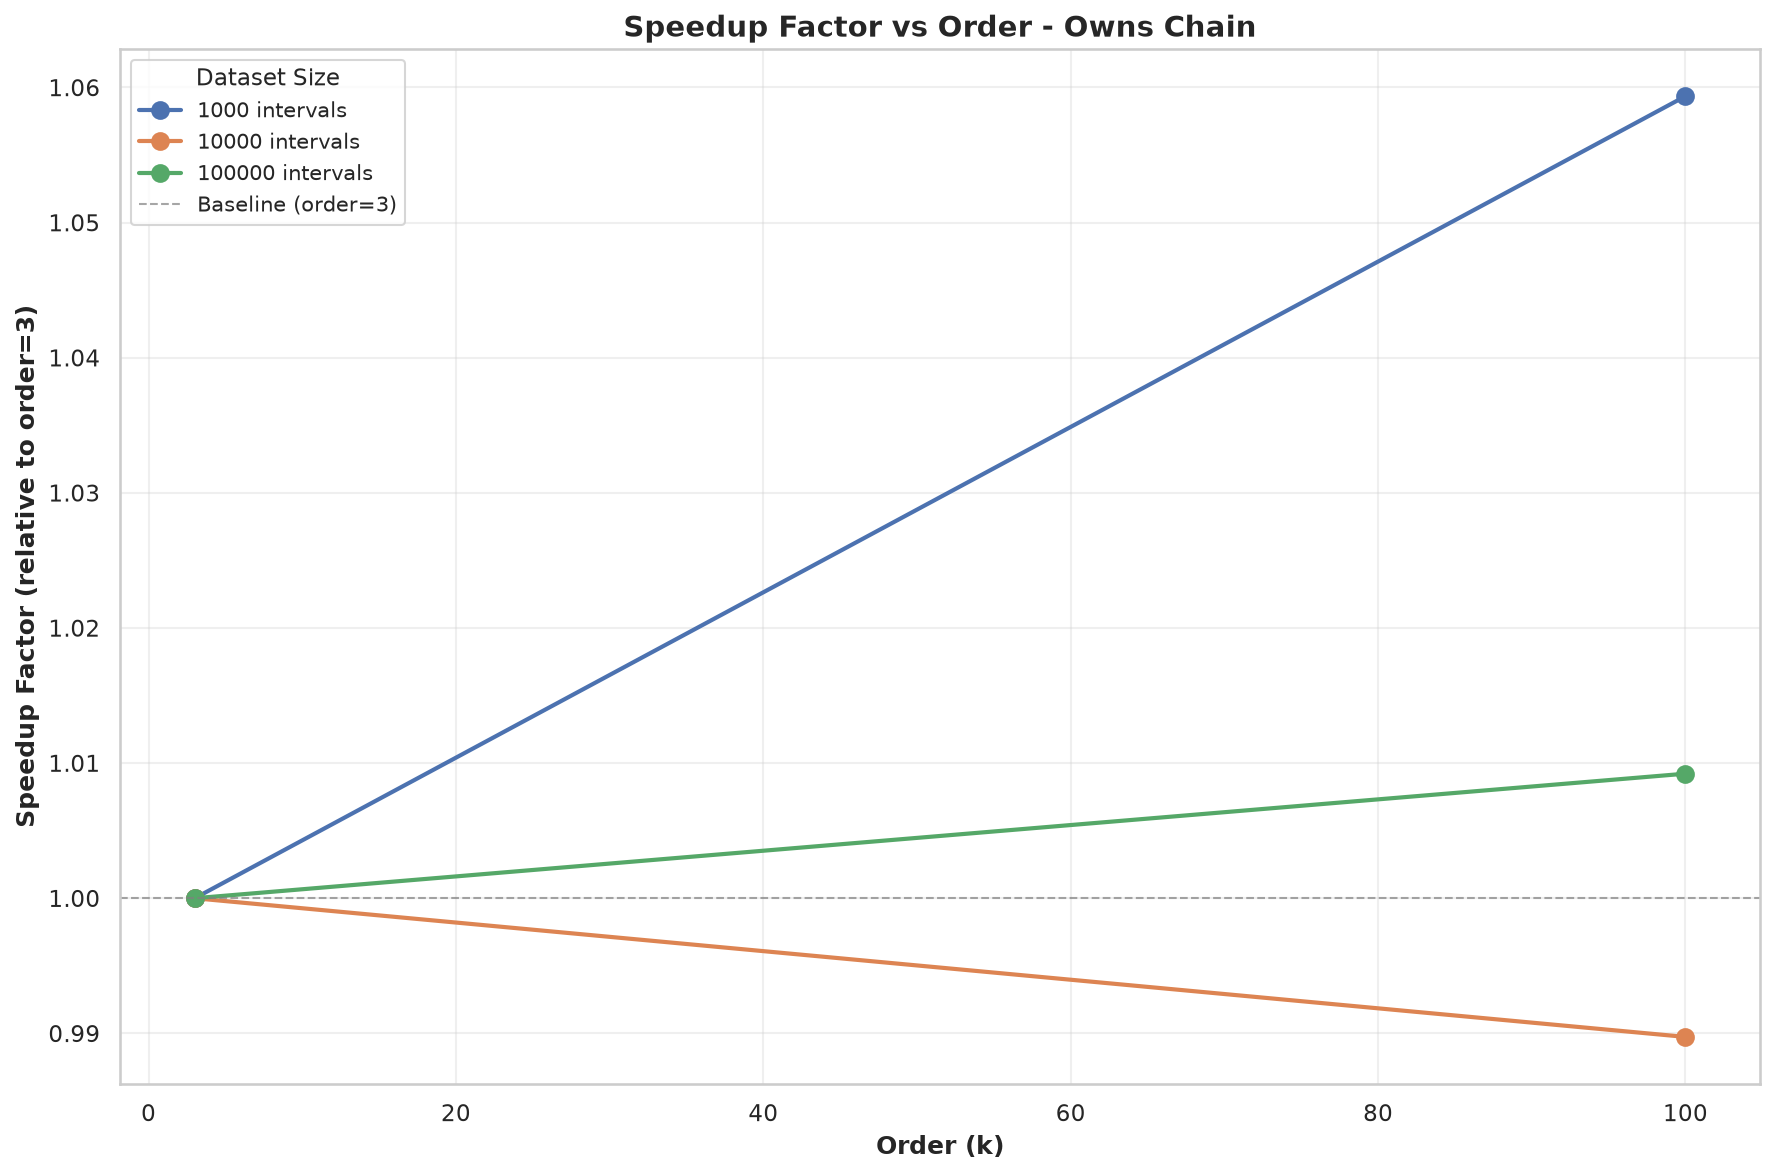 Speedup Factor vs Order - Owns Chain
Dataset Size
1000 intervals
10000 intervals
100000 intervals
Baseline (order=3)
Speedup Factor (relative to order=3)
1.06
1.05
1.04
1.03
1.02
1.01
1.00
0.99
0
20
40
60
80
100
Order (k)